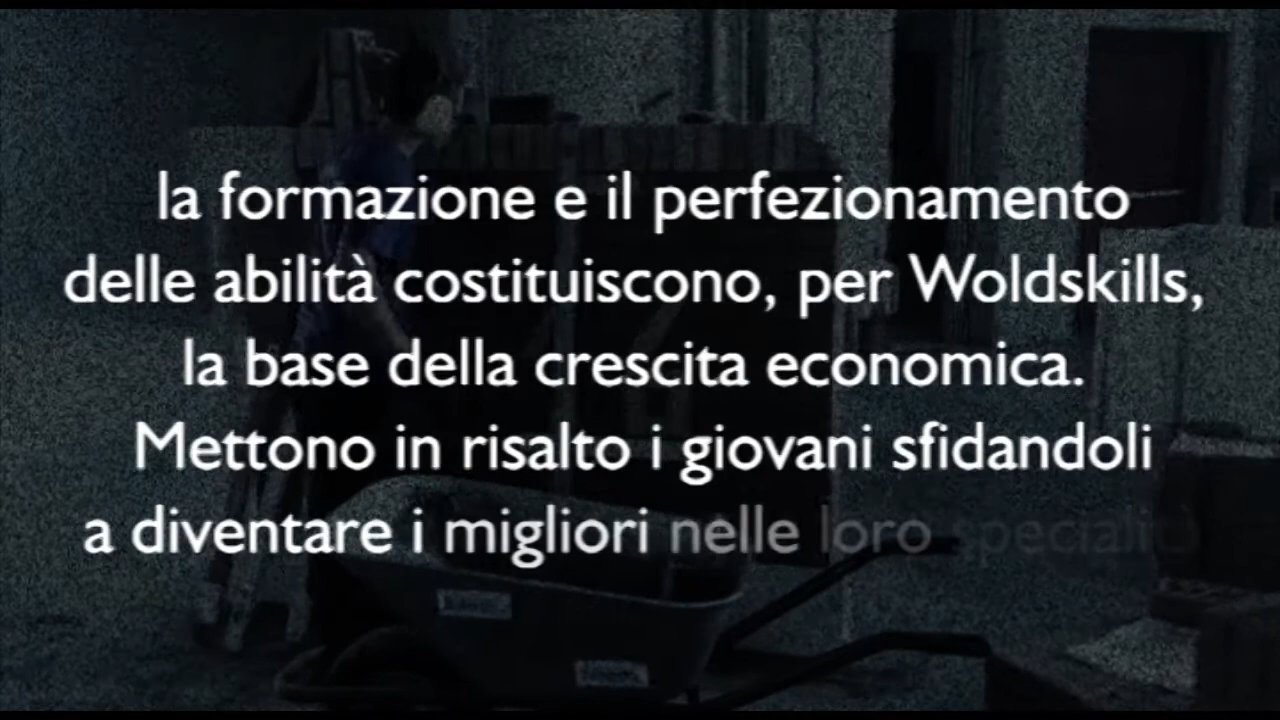 la formazione e il perfezionamento
delle abilità costituiscono, per Woldskills,
la base della crescita economica.
Mettono in risalto i giovani sfidandoli
a diventare i migliori nelle loro specialità